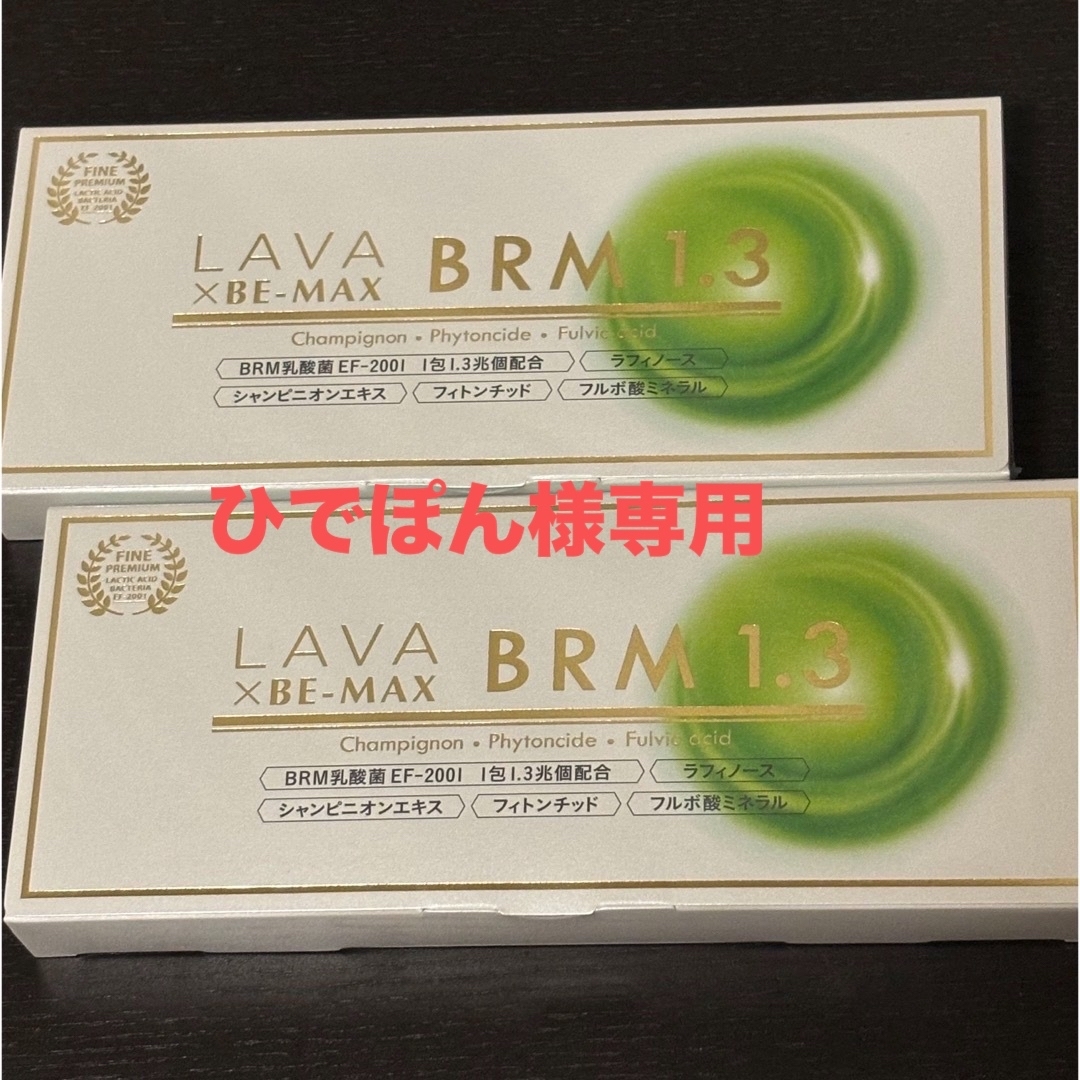 FINE
PREMIUM
LACTIC ACID
BACTERIA
EF 2001
LAVA
×BE-MAX
BRM 1.3
Champignon • Phytoncide • Fulvic acid
BRM乳酸菌 EF-2001 1包1.3兆個配合
ラフィノース
シャンピニオンエキス
フィトンチッド
フルボ酸ミネラル
ひでぽん様専用
FINE
PREMIUM
LACTIC ACID
BACTERIA
EF 2001
LAVA
×BE-MAX
BRM 1.3
Champignon • Phytoncide • Fulvic acid
BRM乳酸菌 EF-2001 1包1.3兆個配合
ラフィノース
シャンピニオンエキス
フィトンチッド
フルボ酸ミネラル